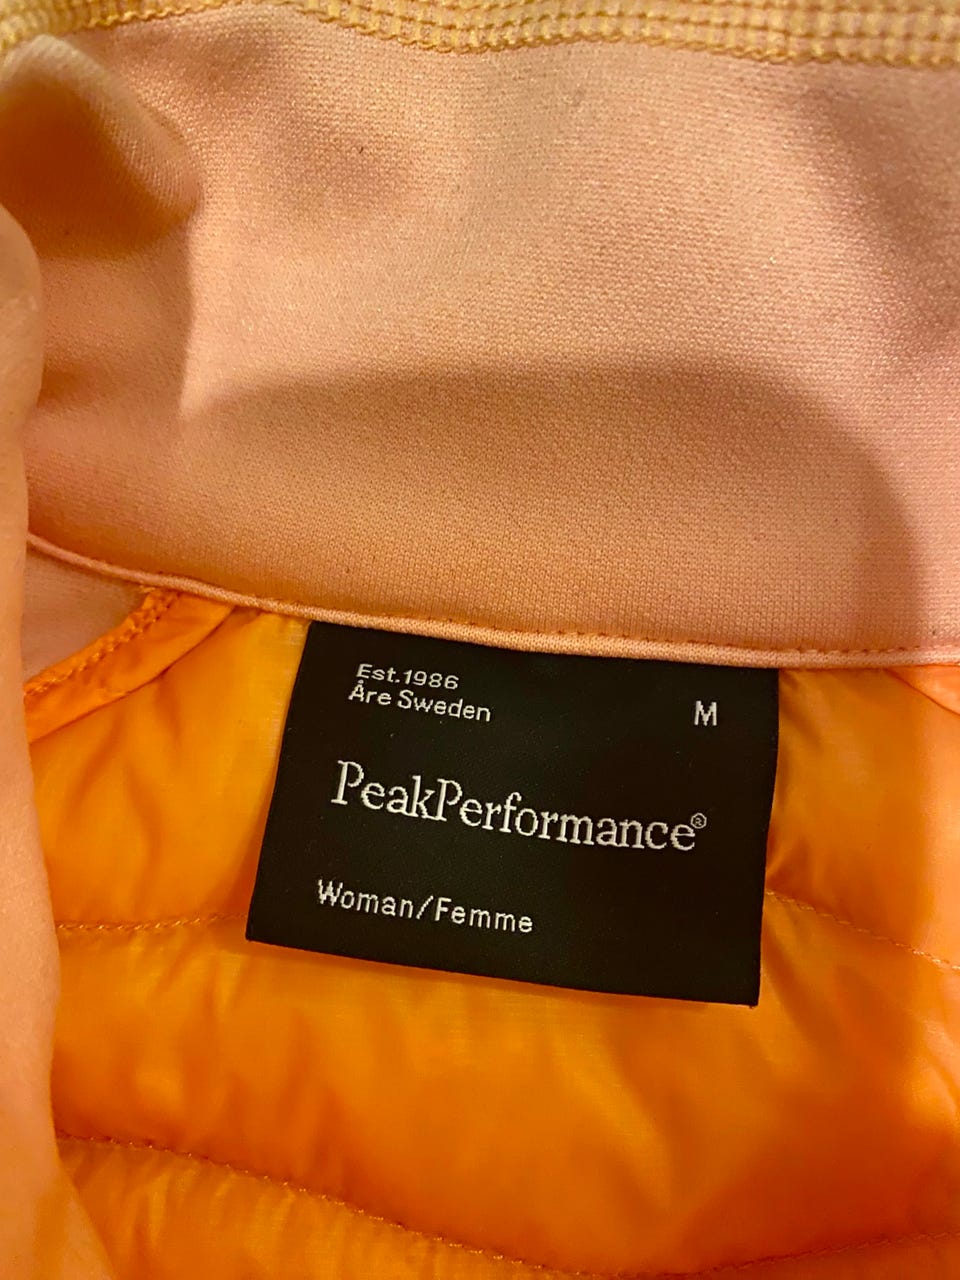 Est.1986
Åre Sweden
M
PeakPerformance®
Woman/Femme